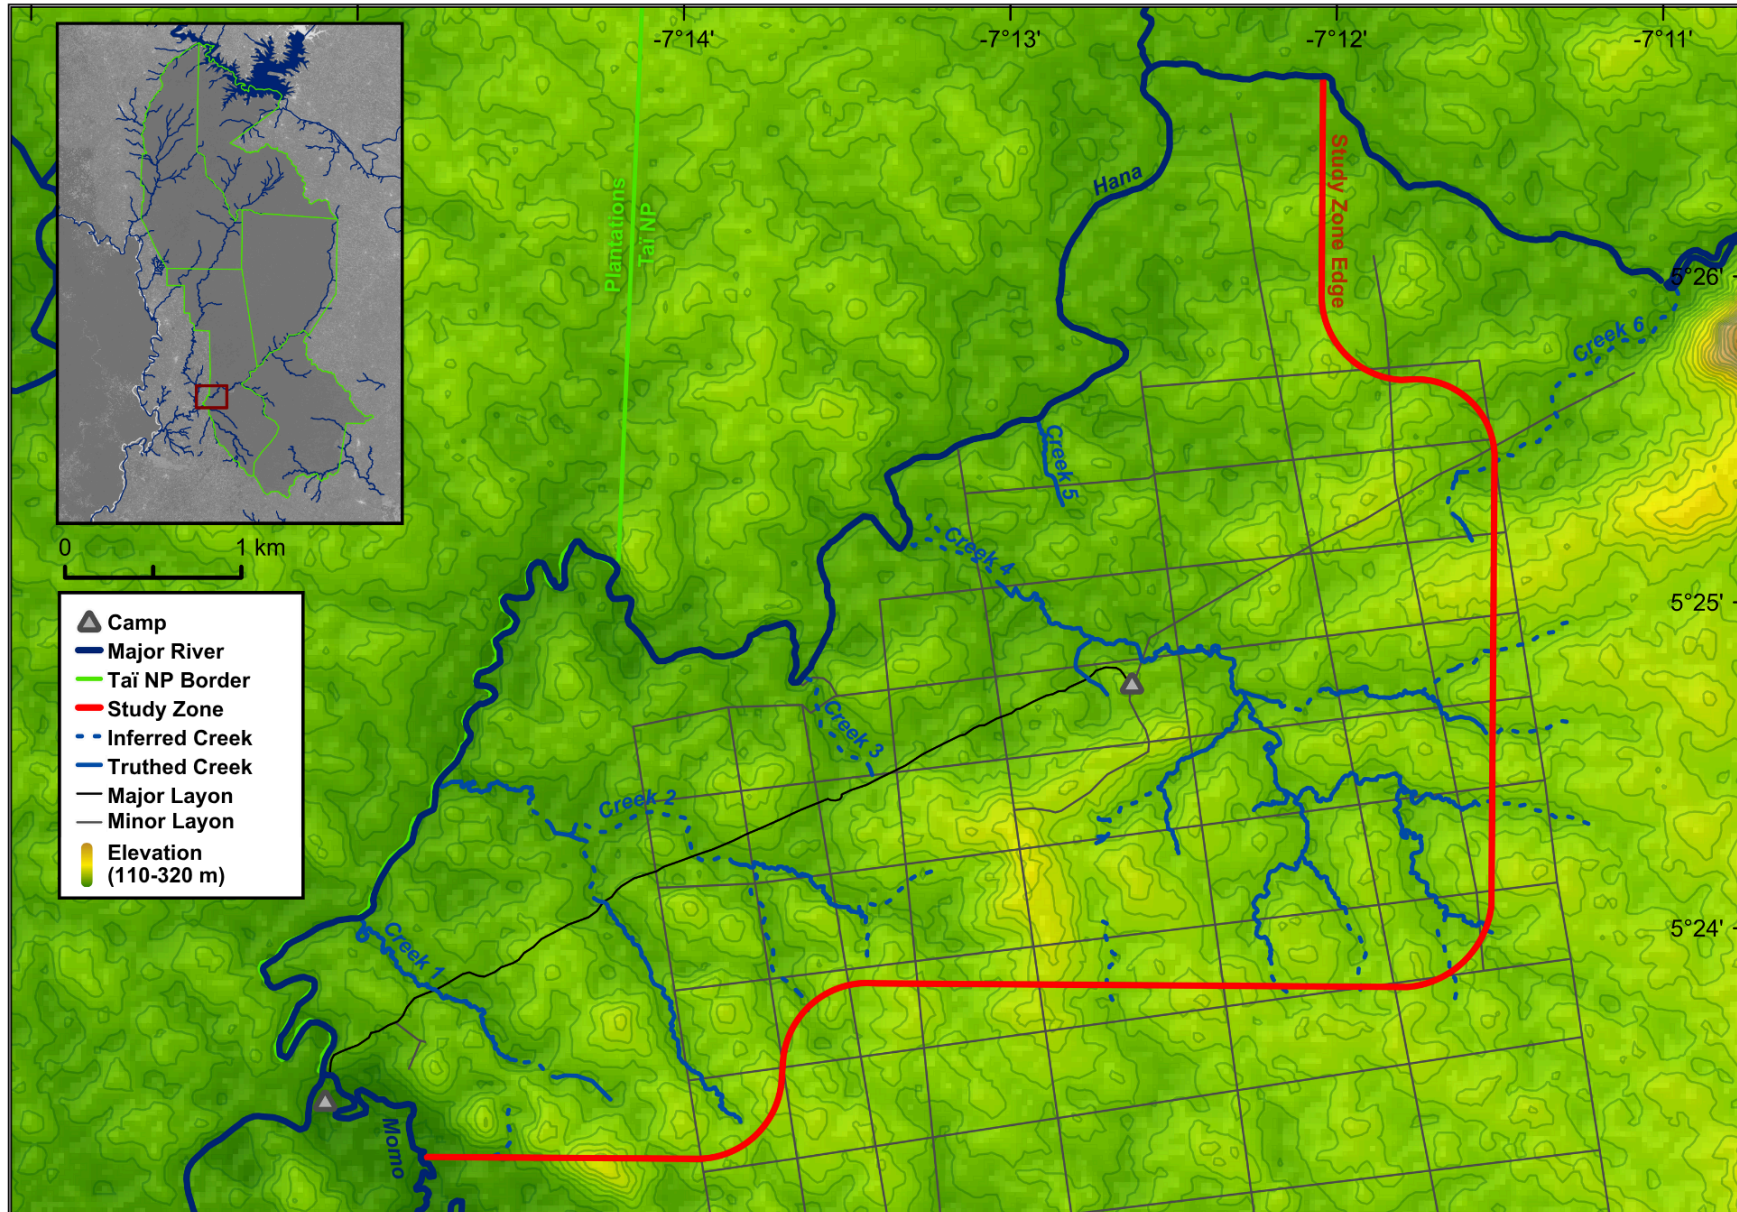 -7°14'
-7°13'
-7°12'
-7°11'
Study Zone Edge
Hana
Plantations
Taï NP
5°26'
Creek 6
Creek 5
0 1 km
Creek 4
5°25'
Camp
Major River
Taï NP Border
Study Zone
Inferred Creek
Truthed Creek
Major Layon
Minor Layon
Elevation
(110-320 m)
Creek 3
Creek 2
Creek 1
5°24'
Momo